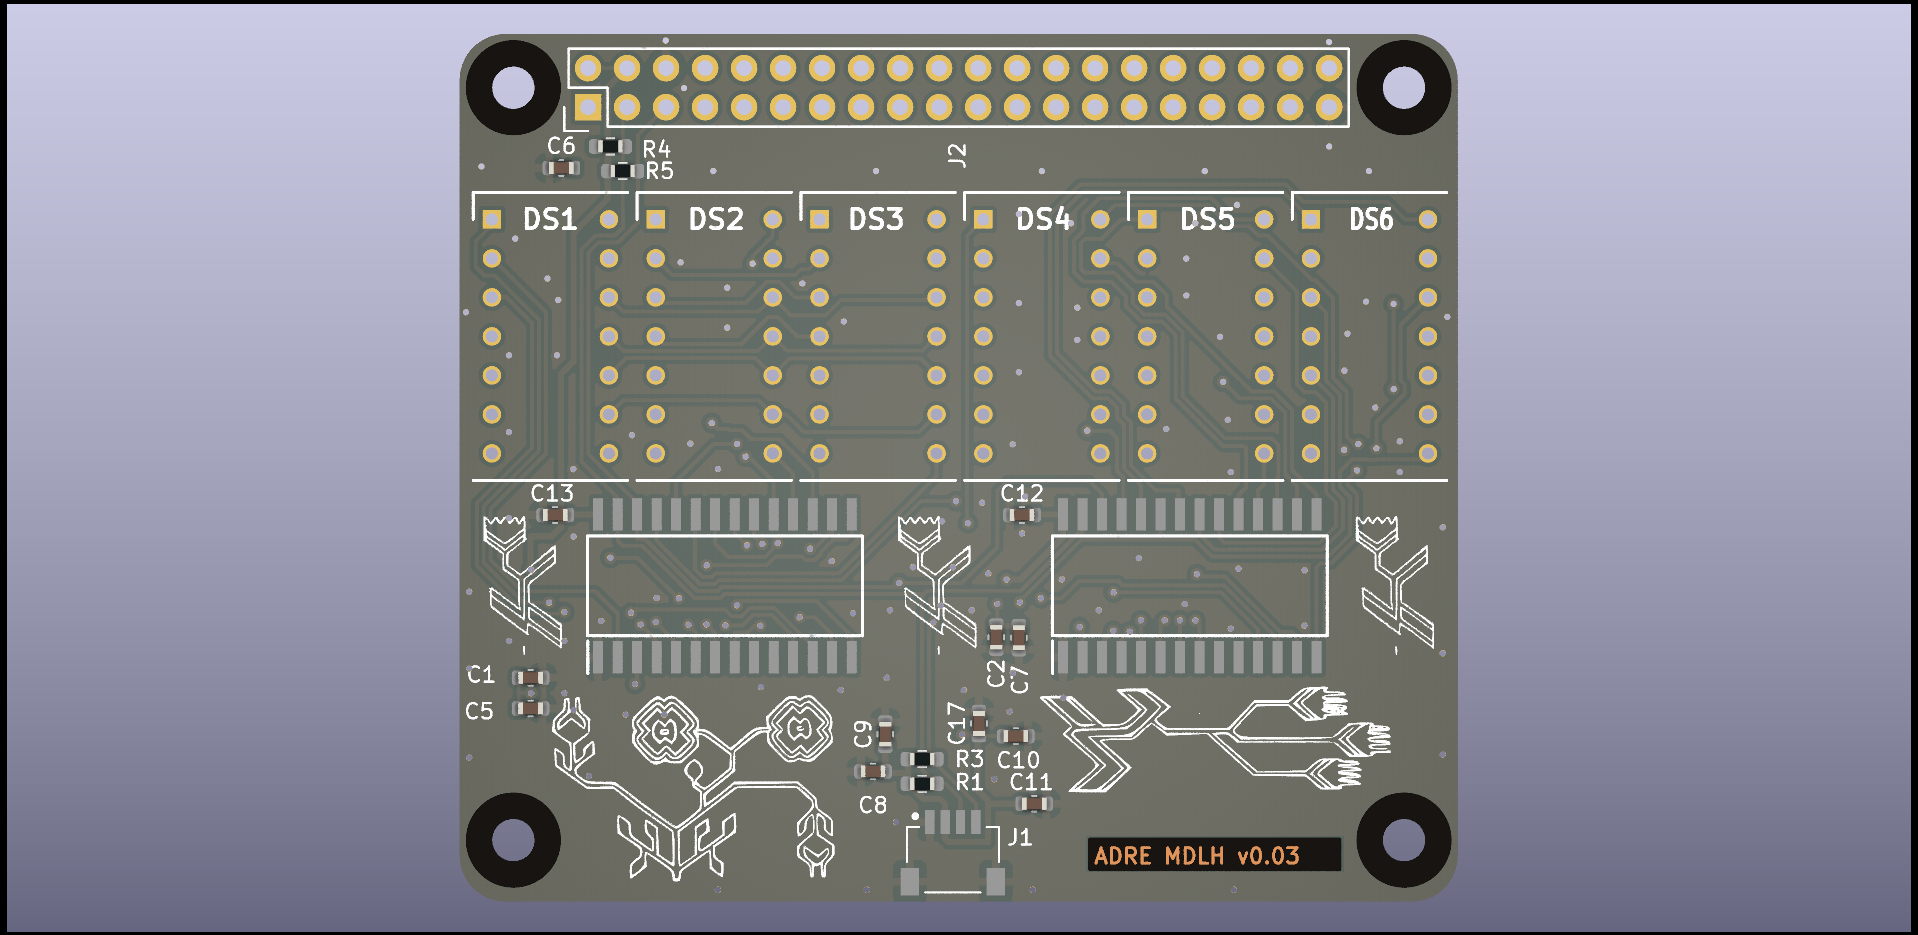 C6
R4
R5
J2
DS1 DS2 DS3 DS4 DS5 DS6
C13
C12
C1
C5
C2
C7
C9
C17
R3
C10
R1
C11
C8
J1
ADRE MDLH v0.03